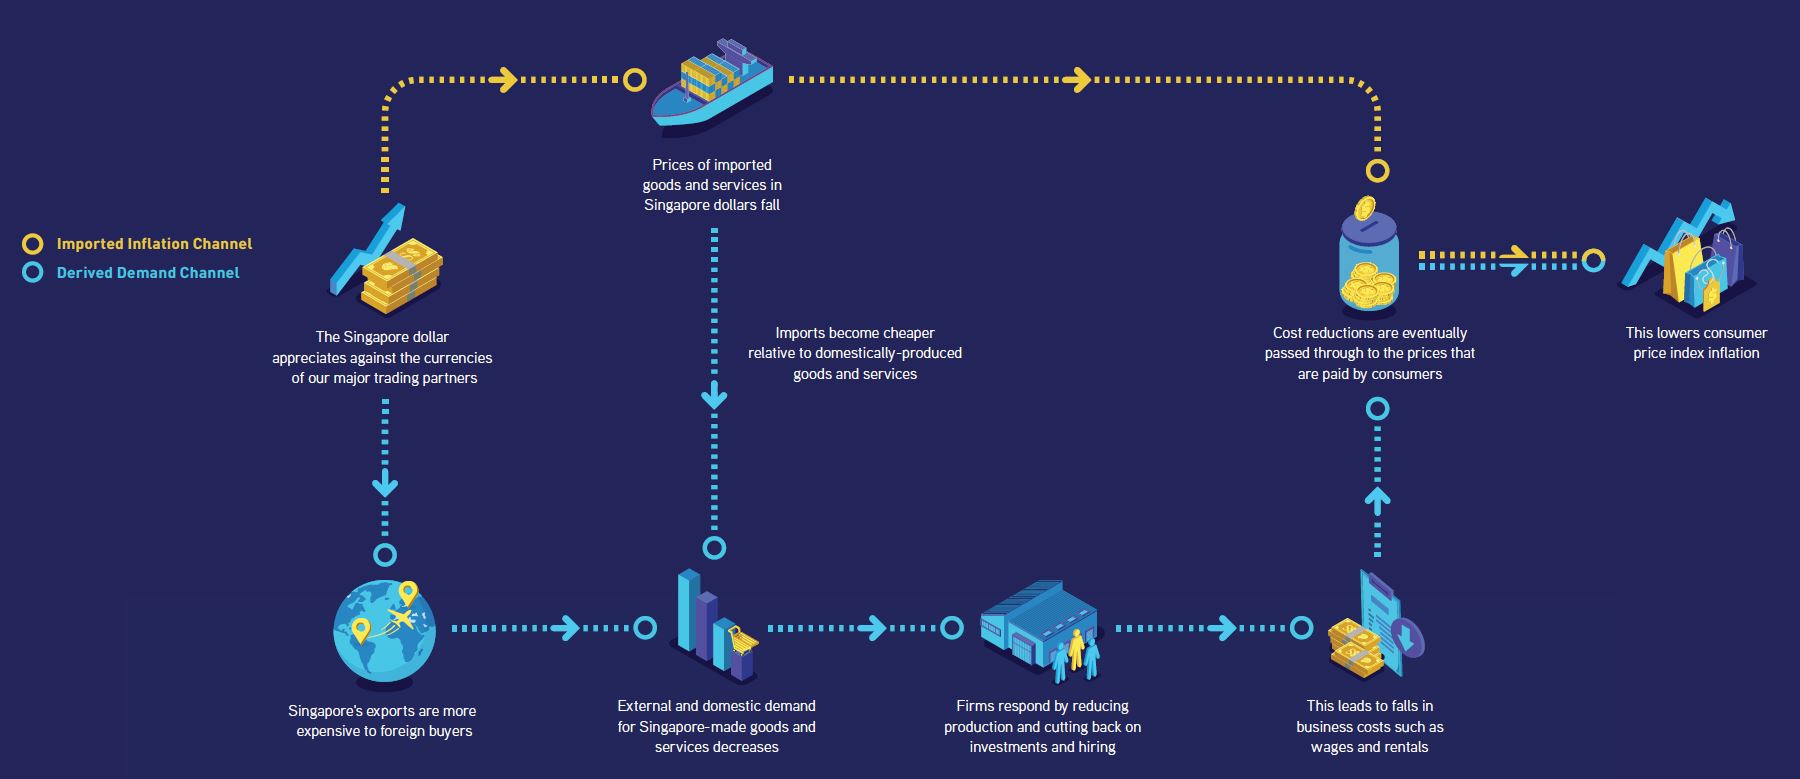 Imported Inflation Channel
Derived Demand Channel
The Singapore dollar
appreciates against the currencies
of our major trading partners
Prices of imported
goods and services in
Singapore dollars fall
Imports become cheaper
relative to domestically-produced
goods and services
Cost reductions are eventually
passed through to the prices that
are paid by consumers
This lowers consumer
price index inflation
Singapore's exports are more
expensive to foreign buyers
External and domestic demand
for Singapore-made goods and
services decreases
Firms respond by reducing
production and cutting back on
investments and hiring
This leads to falls in
business costs such as
wages and rentals